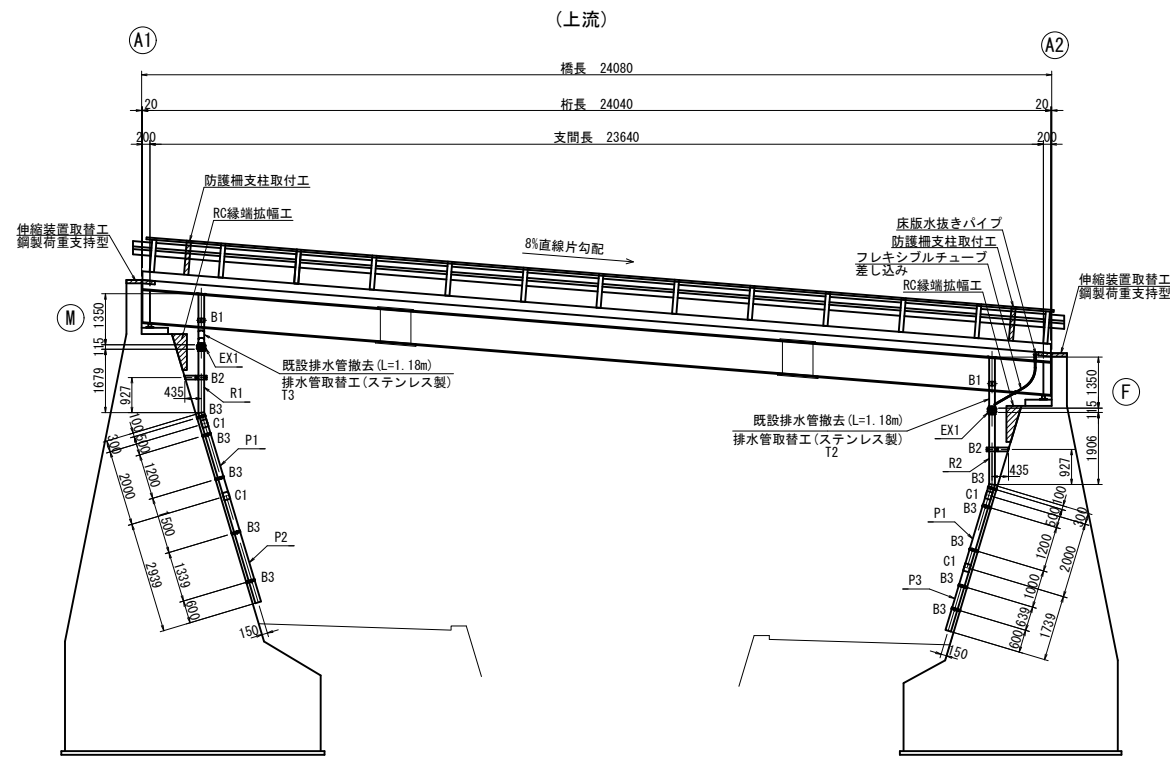 (上流)
A1
A2
橋長 24080
20
桁長 24040
20
200
支間長 23640
200
防護柵支柱取付工
RC縁端拡幅工
伸縮装置取替工
鋼製荷重支持型
8%直線片勾配
床版水抜きパイプ
防護柵支柱取付工
フレキシブルチューブ
差し込み
RC縁端拡幅工
伸縮装置取替工
鋼製荷重支持型
M
1350
115
1679
927
435
B1
EX1
B2
R1
B3
C1
B3
P1
B3
C1
B3
P2
B3
既設排水管撤去(L=1.18m)
排水管取替工(ステンレス製)
T3
100
300
500
1200
2000
500
1339
2939
600
150
F
1350
115
1906
927
435
B1
既設排水管撤去(L=1.18m)
排水管取替工(ステンレス製)
T2
EX1
B2
R2
B3
C1
B3
P1
B3
C1
B3
P3
B3
100
300
500
1200
2000
1000
639
1739
600
150